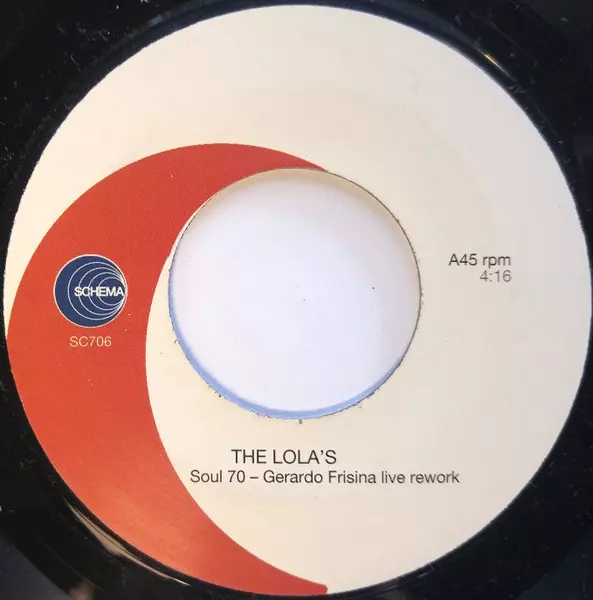 A45 rpm
4:16
SCHEMA
SC706
THE LOLA'S
Soul 70 – Gerardo Frisina live rework